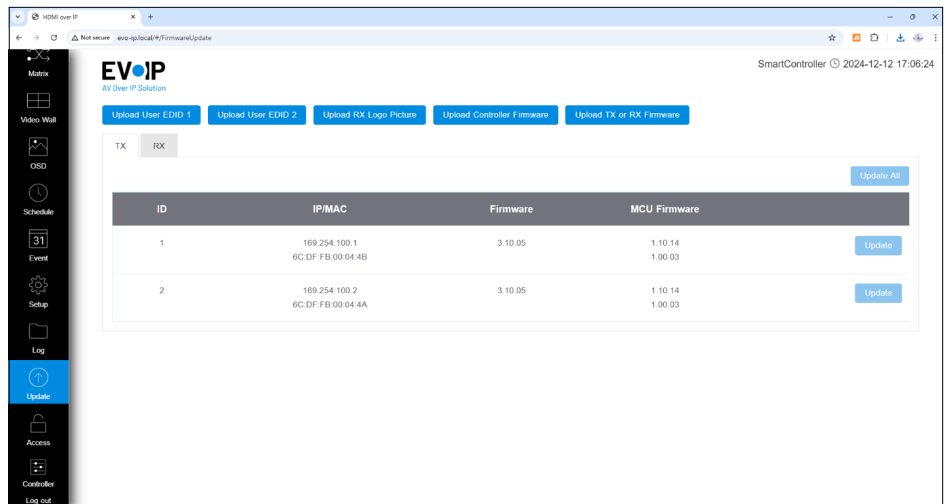 HDMI over IP
Not secure evo-ip.local/#/FirmwareUpdate
Matrix
Video Wall
OSD
Schedule
31
Event
Setup
Log
Update
Access
Controller
Log out
EVOIP
AV Over IP Solution
SmartController 2024-12-12 17:06:24
Upload User EDID 1 Upload User EDID 2 Upload RX Logo Picture Upload Controller Firmware Upload TX or RX Firmware
TX RX
Update All
ID IP/MAC Firmware MCU Firmware
1 169.254.100.1 3.10.05 1.10.14 Update
6C:DF:FB:00:04:4B 1.00.03
2 169.254.100.2 3.10.05 1.10.14 Update
6C:DF:FB:00:04:4A 1.00.03